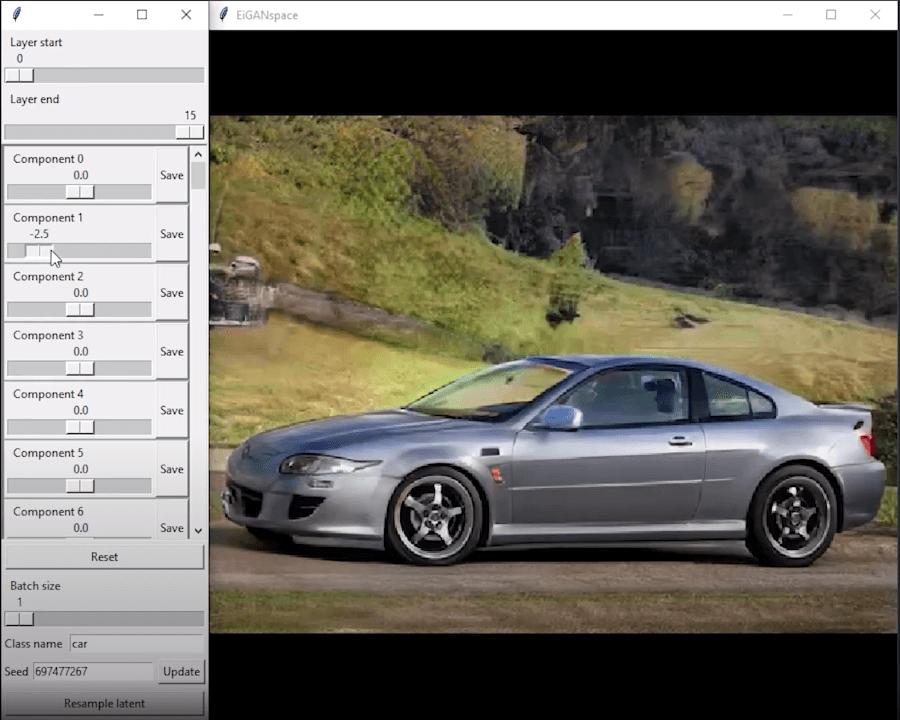 EiGANspace
Layer start
0
Layer end
15
Component 0
0.0
Save
Component 1
-2.5
Save
Component 2
0.0
Save
Component 3
0.0
Save
Component 4
0.0
Save
Component 5
0.0
Save
Component 6
0.0
Save
Reset
Batch size
1
Class name car
Seed 697477267 Update
Resample latent